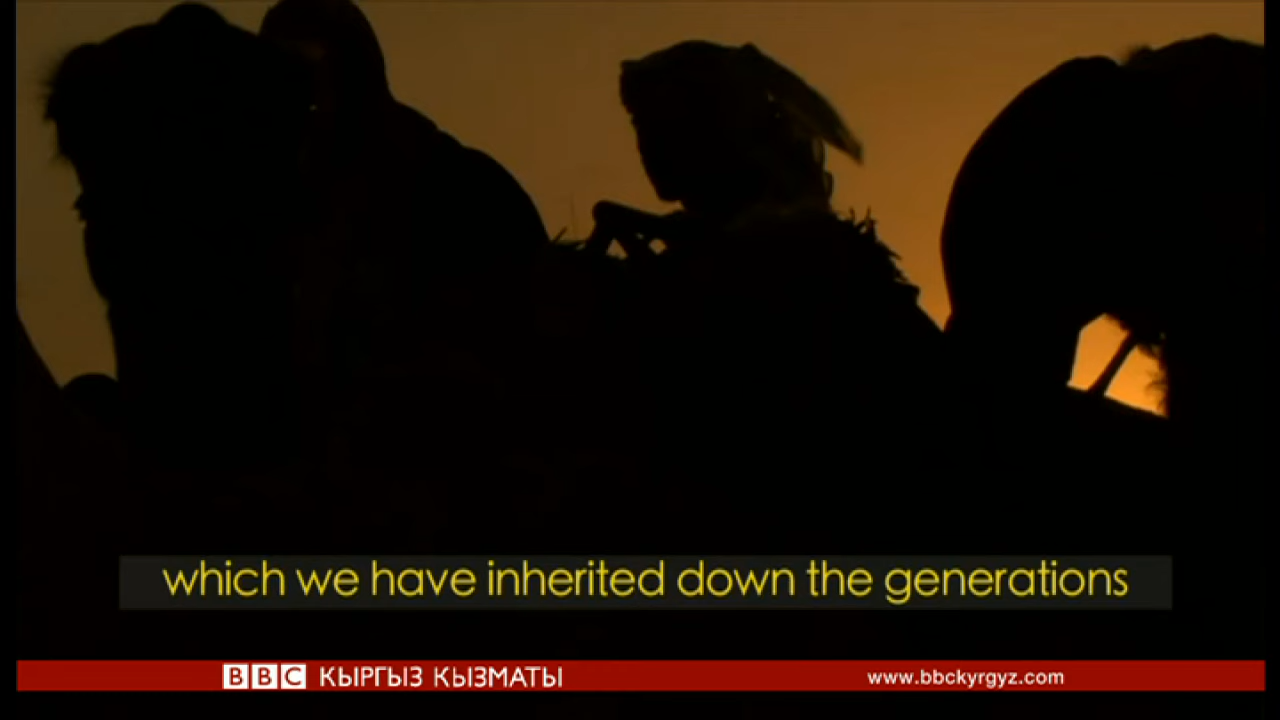 which we have inherited down the generations
BBC КЫРГЫЗ КЫЗМАТЫ www.bbckyrgyz.com